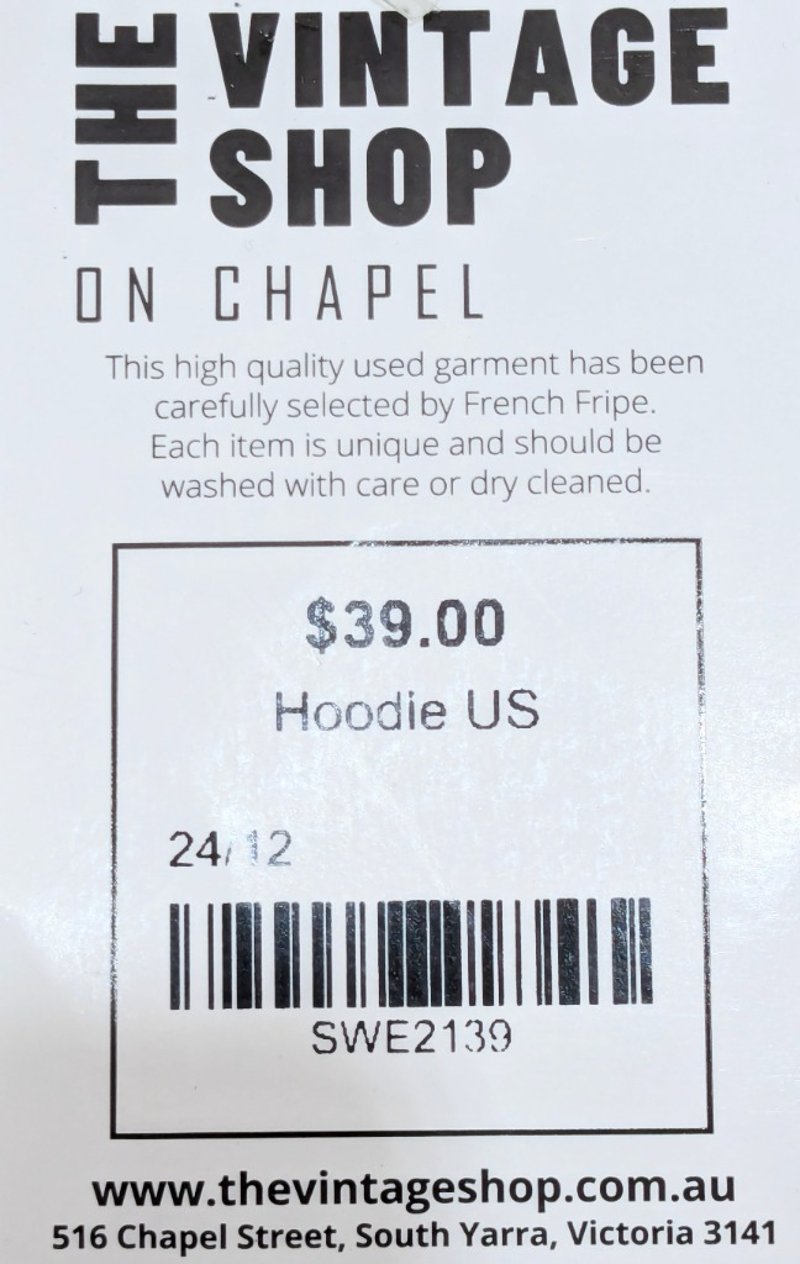 THE VINTAGE
SHOP
ON CHAPEL
This high quality used garment has been
carefully selected by French Fripe.
Each item is unique and should be
washed with care or dry cleaned.
$39.00
Hoodie US
24/12
SWE2139
www.thevintageshop.com.au
516 Chapel Street, South Yarra, Victoria 3141